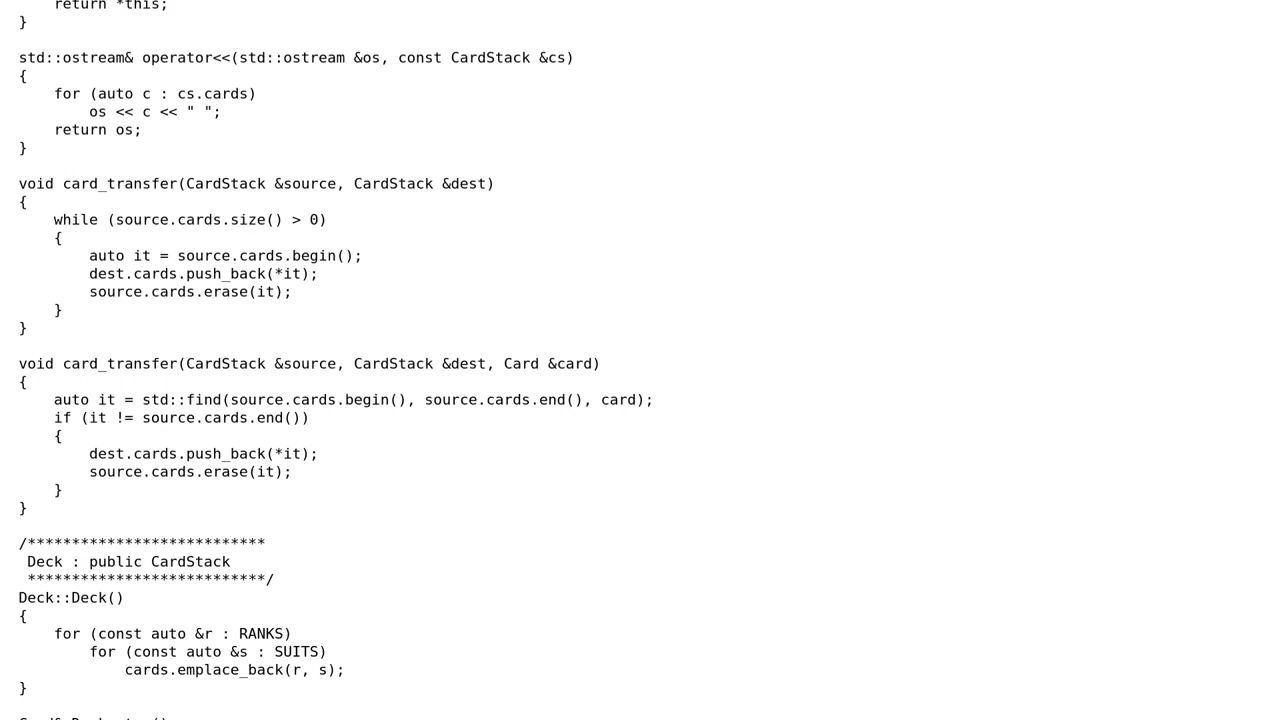 return *this;
}

std::ostream& operator<<(std::ostream &os, const CardStack &cs)
{
    for (auto c : cs.cards)
        os << c << " ";
    return os;
}

void card_transfer(CardStack &source, CardStack &dest)
{
    while (source.cards.size() > 0)
    {
        auto it = source.cards.begin();
        dest.cards.push_back(*it);
        source.cards.erase(it);
    }
}

void card_transfer(CardStack &source, CardStack &dest, Card &card)
{
    auto it = std::find(source.cards.begin(), source.cards.end(), card);
    if (it != source.cards.end())
    {
        dest.cards.push_back(*it);
        source.cards.erase(it);
    }
}

/***************************
 Deck : public CardStack
 ***************************/
Deck::Deck()
{
    for (const auto &r : RANKS)
        for (const auto &s : SUITS)
            cards.emplace_back(r, s);
}